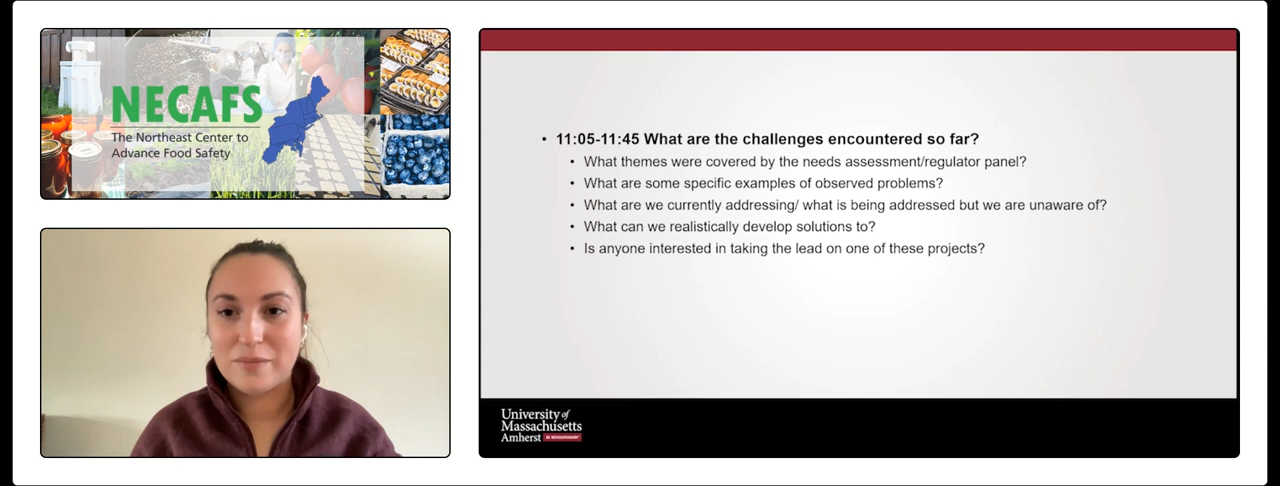 NECAFS
The Northeast Center to
Advance Food Safety
• 11:05-11:45 What are the challenges encountered so far?
• What themes were covered by the needs assessment/regulator panel?
• What are some specific examples of observed problems?
• What are we currently addressing/ what is being addressed but we are unaware of?
• What can we realistically develop solutions to?
• Is anyone interested in taking the lead on one of these projects?
University of
Massachusetts
Amherst BE REVOLUTIONARY